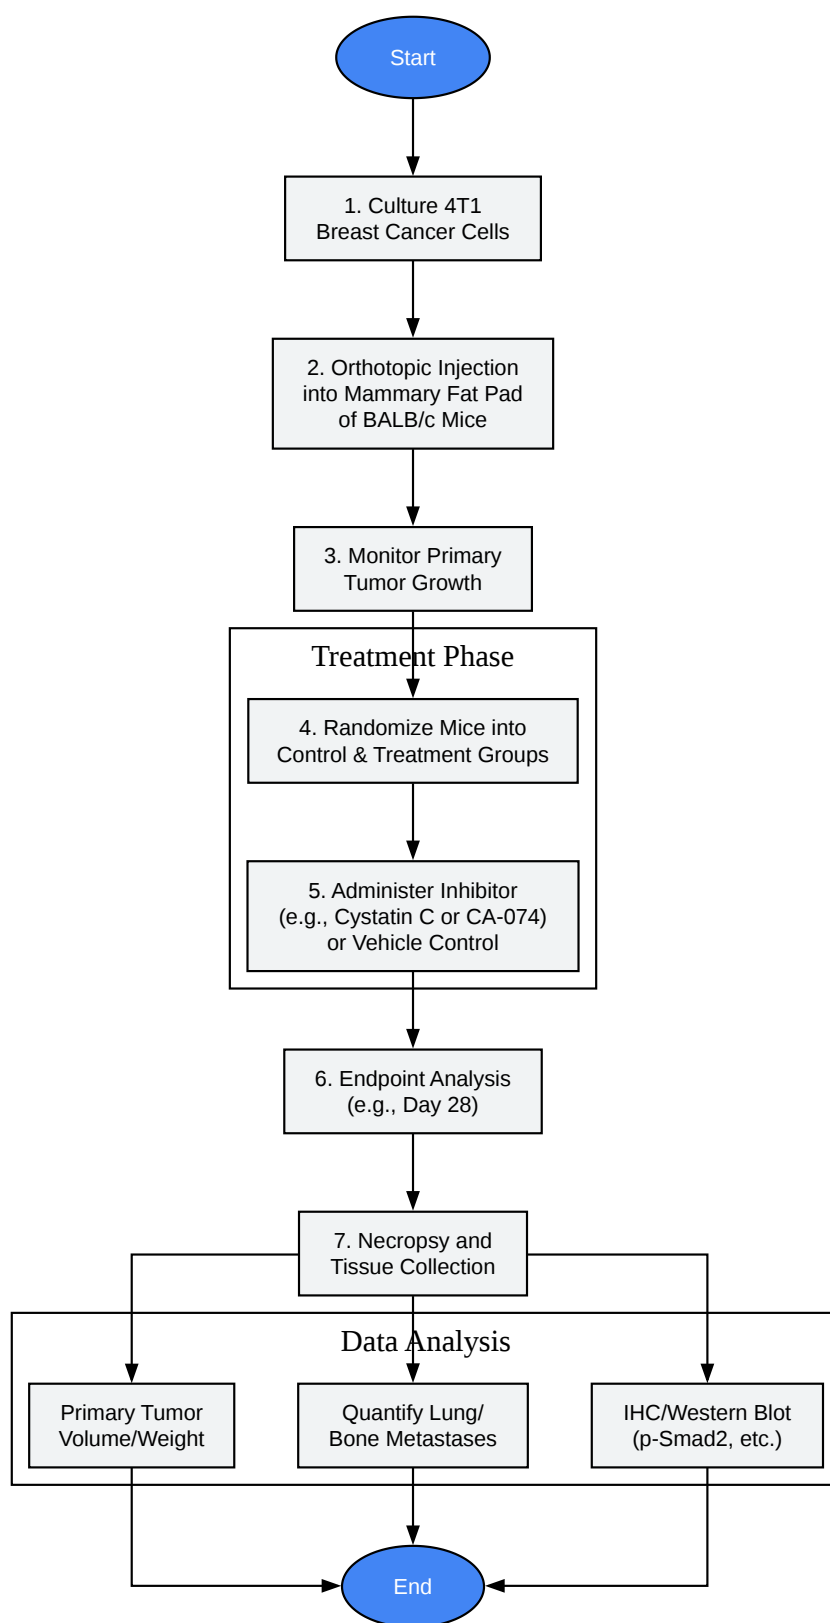 Start
1. Culture 4T1
Breast Cancer Cells
2. Orthotopic Injection
into Mammary Fat Pad
of BALB/c Mice
3. Monitor Primary
Tumor Growth
Treatment Phase
4. Randomize Mice into
Control & Treatment Groups
5. Administer Inhibitor
(e.g., Cystatin C or CA-074)
or Vehicle Control
6. Endpoint Analysis
(e.g., Day 28)
7. Necropsy and
Tissue Collection
Data Analysis
Primary Tumor
Volume/Weight
Quantify Lung/
Bone Metastases
IHC/Western Blot
(p-Smad2, etc.)
End